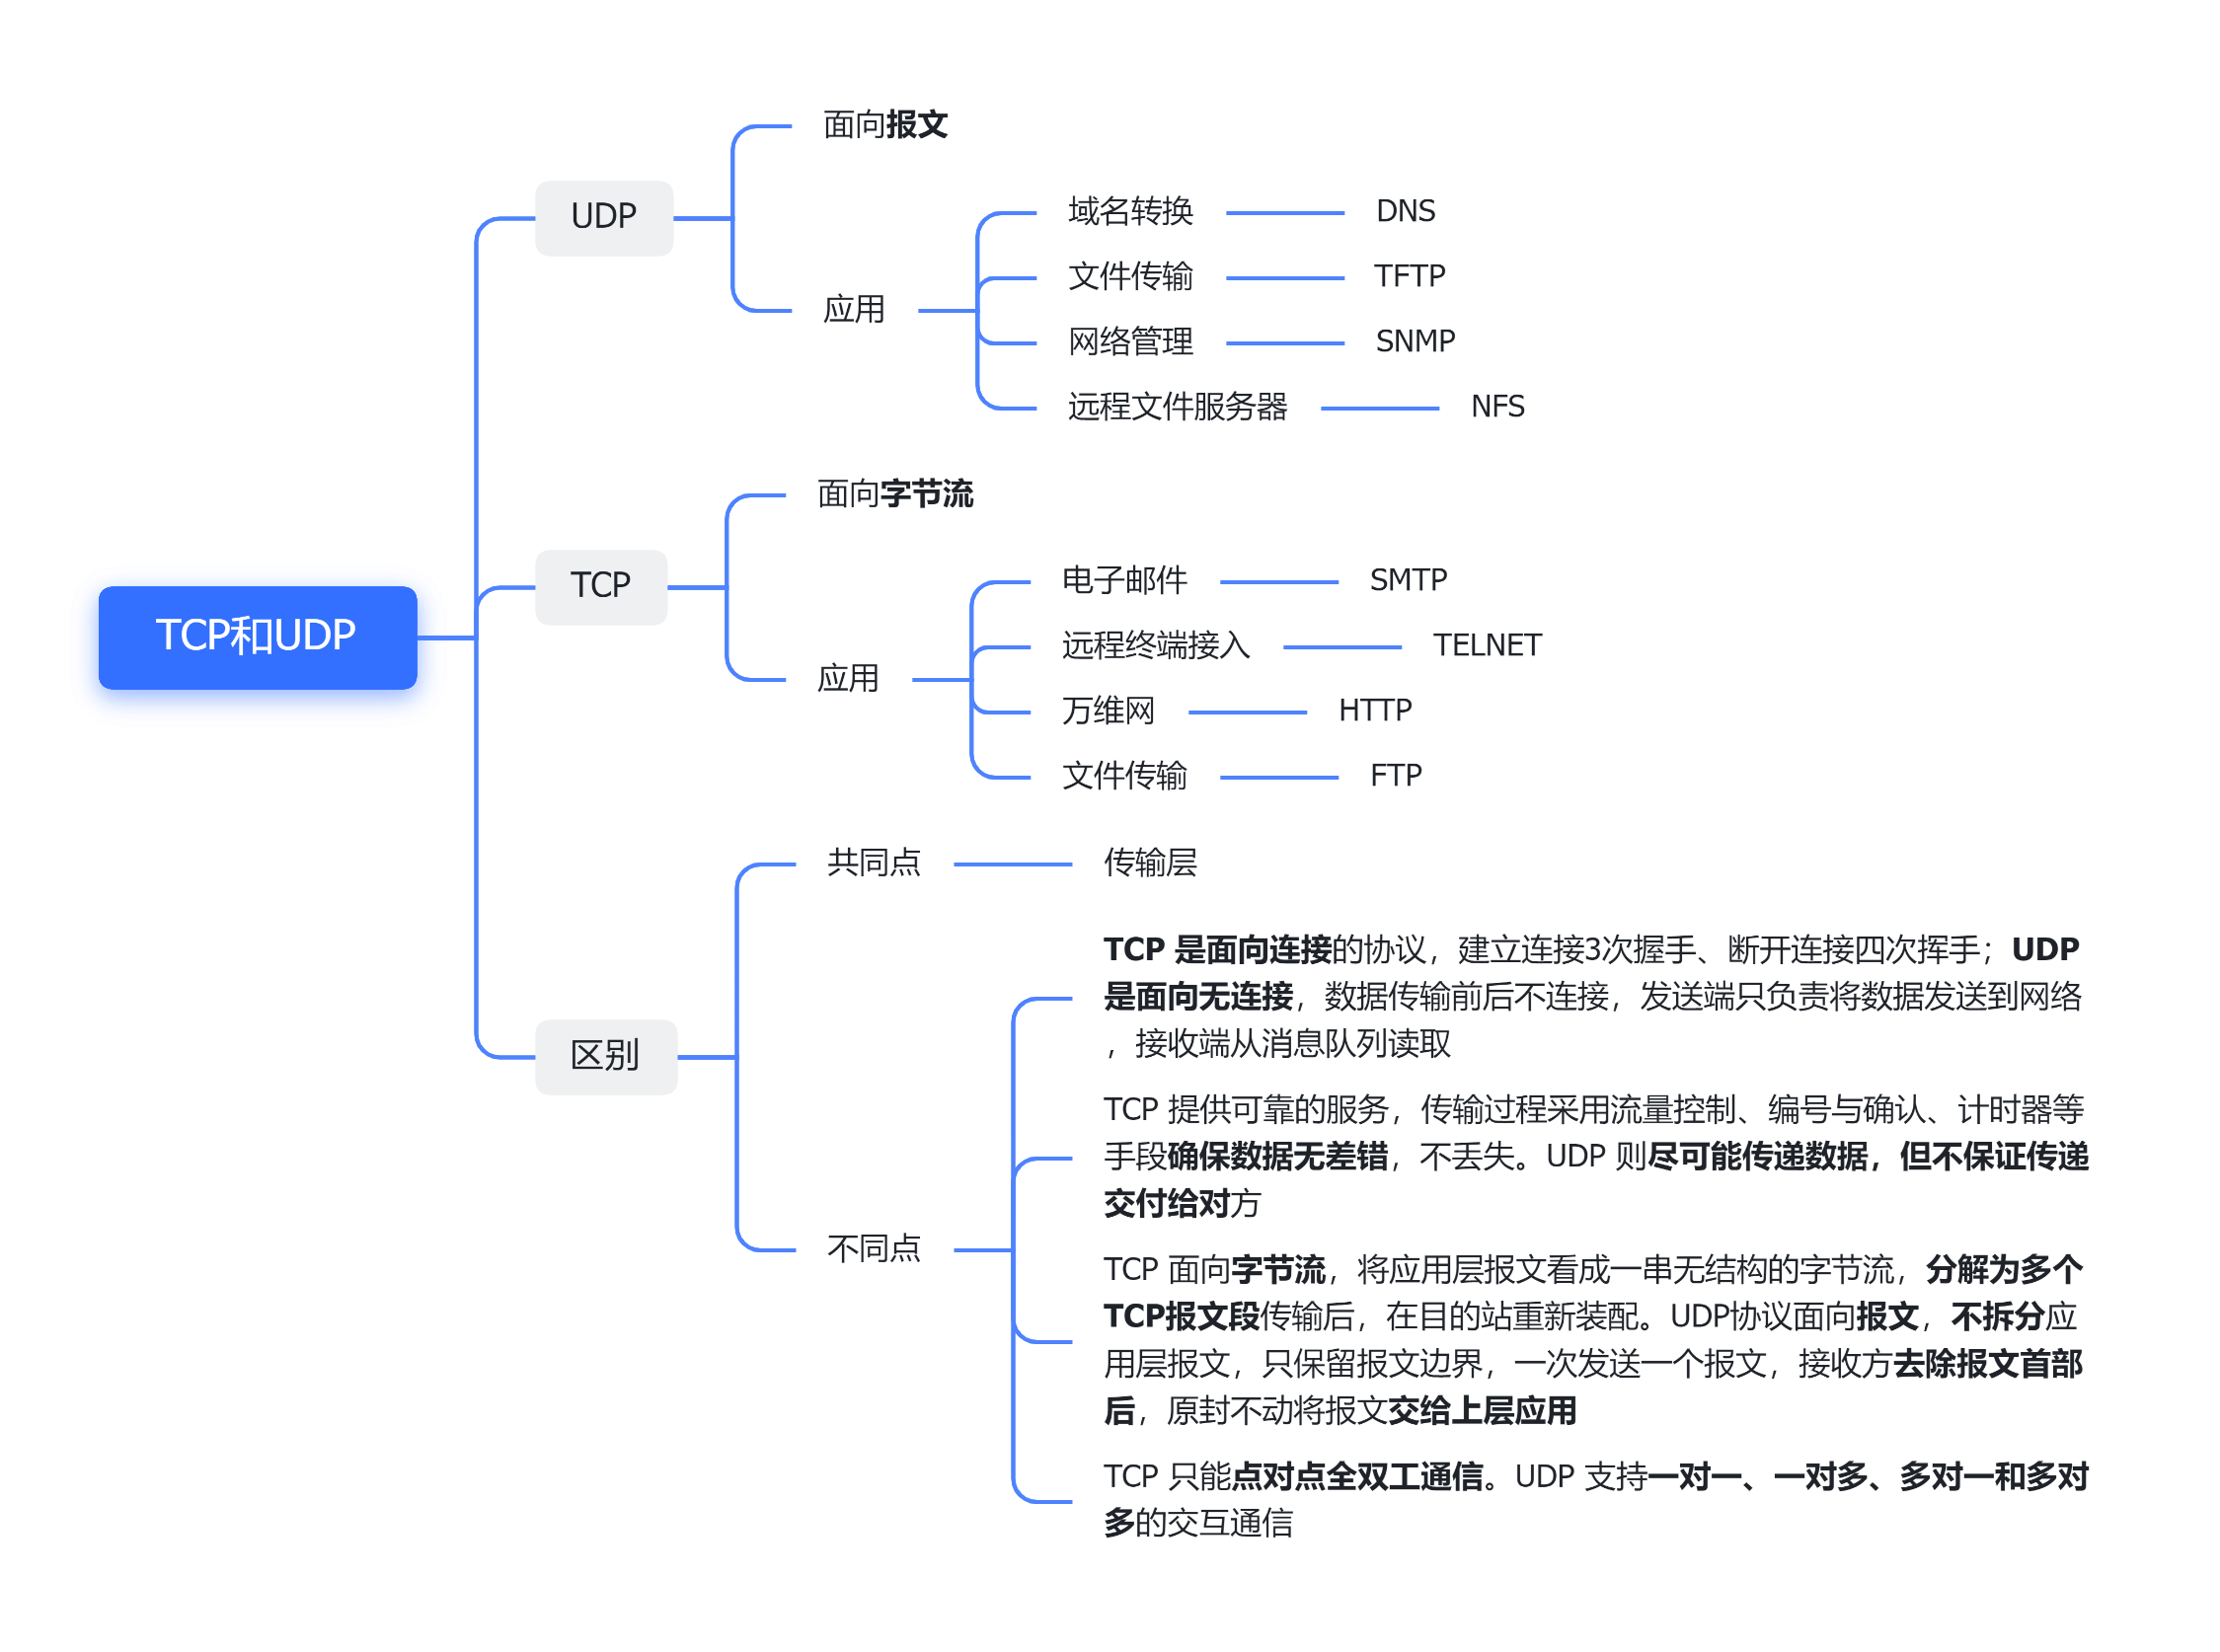 面向报文
UDP
域名转换 DNS
文件传输 TFTP
应用
网络管理 SNMP
远程文件服务器 NFS
面向字节流
TCP
电子邮件 SMTP
远程终端接入 TELNET
应用
万维网 HTTP
文件传输 FTP
TCP和UDP
共同点 传输层
区别
不同点
TCP 是面向连接的协议，建立连接3次握手、断开连接四次挥手；UDP
是面向无连接，数据传输前后不连接，发送端只负责将数据发送到网络
，接收端从消息队列读取
TCP 提供可靠的服务，传输过程采用流量控制、编号与确认、计时器等
手段确保数据无差错，不丢失。UDP 则尽可能传递数据，但不保证传递
交付给对方
TCP 面向字节流，将应用层报文看成一串无结构的字节流，分解为多个
TCP报文段传输后，在目的站重新装配。UDP协议面向报文，不拆分应
用层报文，只保留报文边界，一次发送一个报文，接收方去除报文首部
后，原封不动将报文交给上层应用
TCP 只能点对点全双工通信。UDP 支持一对一、一对多、多对一和多对
多的交互通信